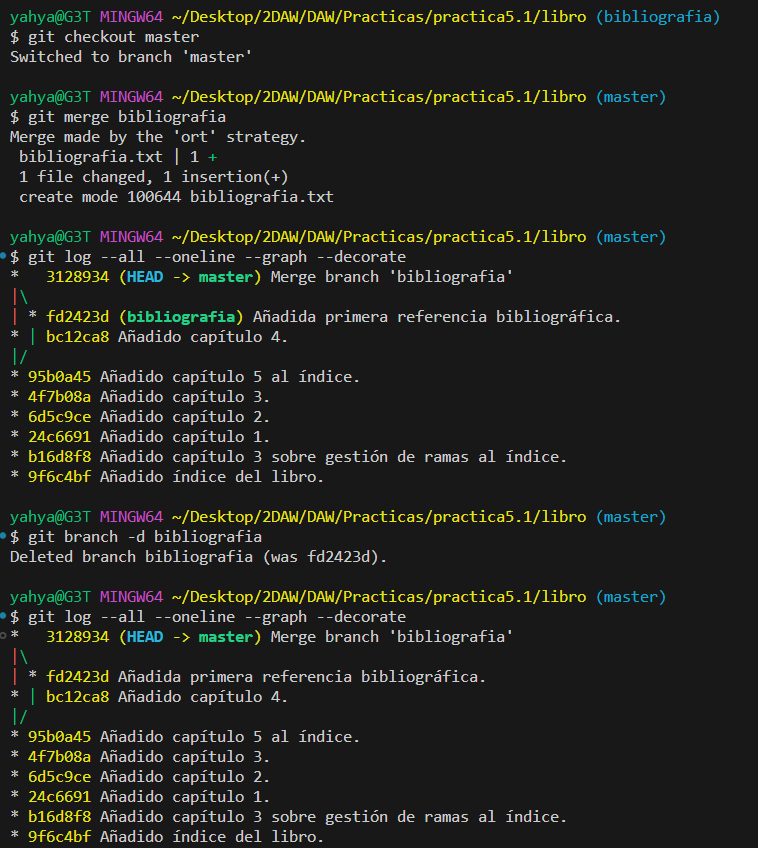 yahya@G3T MINGW64 ~/Desktop/2DAW/DAW/Practicas/practica5.1/libro (bibliografia)
$ git checkout master
Switched to branch 'master'
yahya@G3T MINGW64 ~/Desktop/2DAW/DAW/Practicas/practica5.1/libro (master)
$ git merge bibliografia
Merge made by the 'ort' strategy.
 bibliografia.txt | 1 +
 1 file changed, 1 insertion(+)
 create mode 100644 bibliografia.txt
yahya@G3T MINGW64 ~/Desktop/2DAW/DAW/Practicas/practica5.1/libro (master)
$ git log --all --oneline --graph --decorate
*   3128934 (HEAD -> master) Merge branch 'bibliografia'
|\
| * fd2423d (bibliografia) Añadida primera referencia bibliográfica.
* | bc12ca8 Añadido capítulo 4.
|/
* 95b0a45 Añadido capítulo 5 al índice.
* 4f7b08a Añadido capítulo 3.
* 6d5c9ce Añadido capítulo 2.
* 24c6691 Añadido capítulo 1.
* b16d8f8 Añadido capítulo 3 sobre gestión de ramas al índice.
* 9f6c4bf Añadido índice del libro.
yahya@G3T MINGW64 ~/Desktop/2DAW/DAW/Practicas/practica5.1/libro (master)
$ git branch -d bibliografia
Deleted branch bibliografia (was fd2423d).
yahya@G3T MINGW64 ~/Desktop/2DAW/DAW/Practicas/practica5.1/libro (master)
$ git log --all --oneline --graph --decorate
*   3128934 (HEAD -> master) Merge branch 'bibliografia'
|\
| * fd2423d Añadida primera referencia bibliográfica.
* | bc12ca8 Añadido capítulo 4.
|/
* 95b0a45 Añadido capítulo 5 al índice.
* 4f7b08a Añadido capítulo 3.
* 6d5c9ce Añadido capítulo 2.
* 24c6691 Añadido capítulo 1.
* b16d8f8 Añadido capítulo 3 sobre gestión de ramas al índice.
* 9f6c4bf Añadido índice del libro.